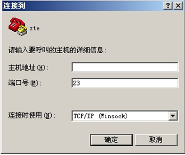 连接到
zte
请输入要呼叫的主机的详细信息:
主机地址(H):
端口号(R): 23
连接时使用(N): TCP/IP (Winsock)
确定 取消